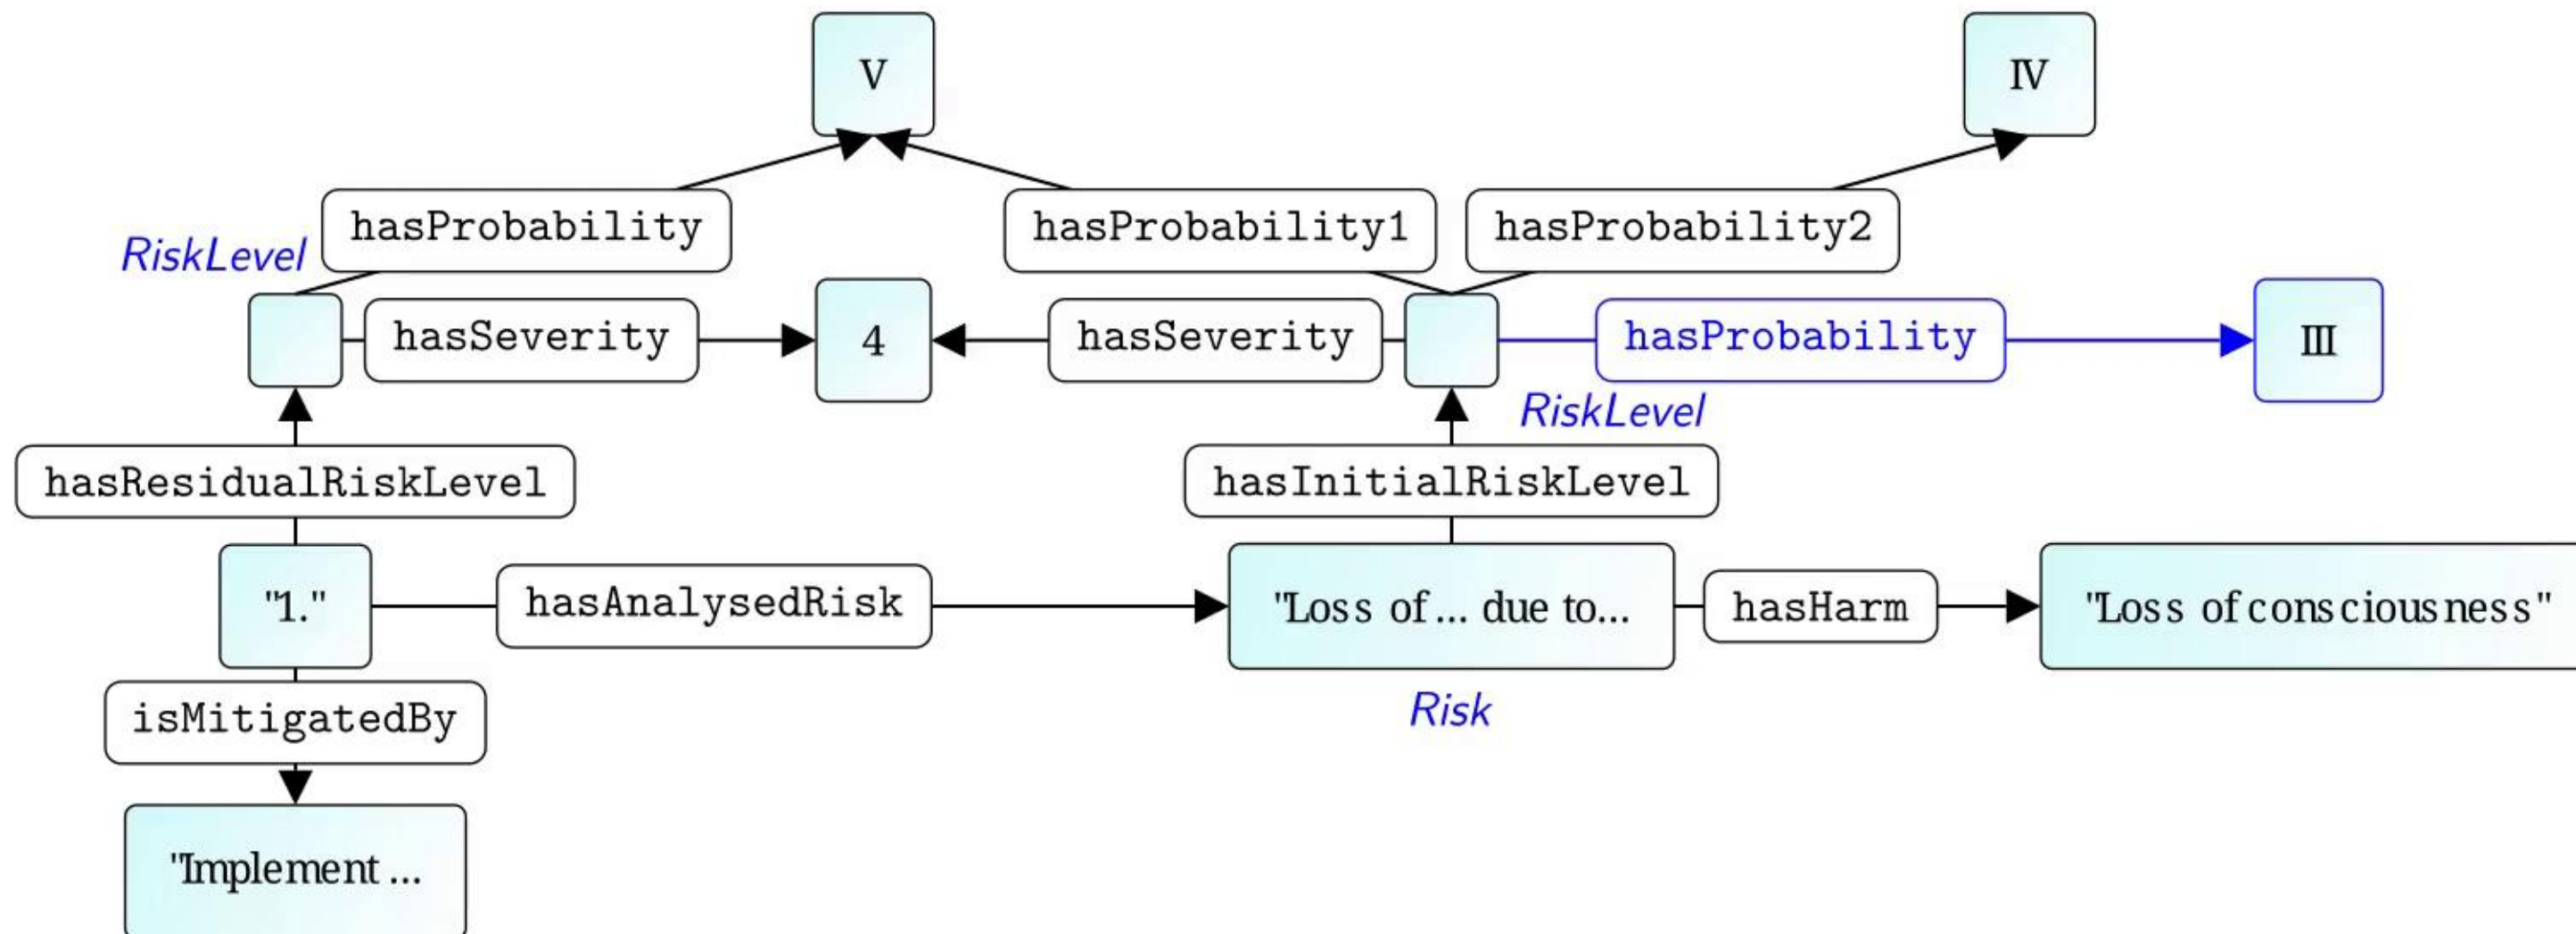 V
IV
hasProbability
hasProbability1
hasProbability2
RiskLevel
hasSeverity
4
hasSeverity
hasProbability
III
RiskLevel
hasResidualRiskLevel
hasInitialRiskLevel
"1."
hasAnalysedRisk
"Loss of ... due to...
hasHarm
"Loss of consciousness"
Risk
isMitigatedBy
"Implement ...